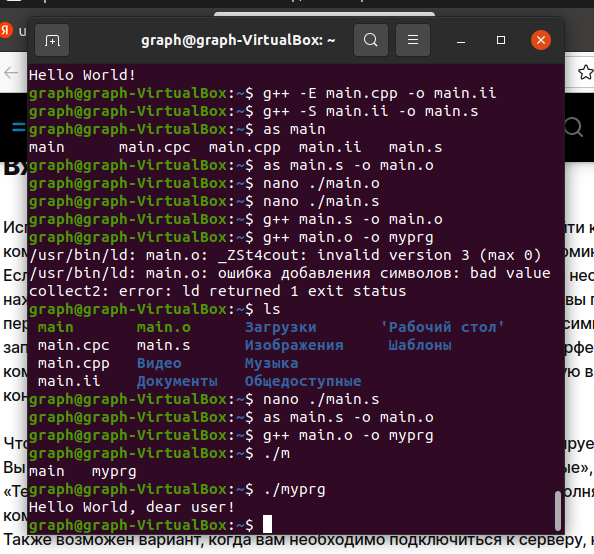 graph@graph-VirtualBox: ~
Hello World!
graph@graph-VirtualBox:~$ g++ -E main.cpp -o main.ii
graph@graph-VirtualBox:~$ g++ -S main.ii -o main.s
graph@graph-VirtualBox:~$ as main
main main.cpc main.cpp main.ii main.s
graph@graph-VirtualBox:~$ as main.s -o main.o
graph@graph-VirtualBox:~$ nano ./main.o
graph@graph-VirtualBox:~$ nano ./main.s
graph@graph-VirtualBox:~$ g++ main.s -o main.o
graph@graph-VirtualBox:~$ g++ main.o -o myprg
/usr/bin/ld: main.o: _ZSt4cout: invalid version 3 (max 0)
/usr/bin/ld: main.o: ошибка добавления символов: bad value
collect2: error: ld returned 1 exit status
graph@graph-VirtualBox:~$ ls
main main.o Загрузки 'Рабочий стол'
main.cpc main.s Изображения Шаблоны
main.cpp Видео Музыка
main.ii Документы Общедоступные
graph@graph-VirtualBox:~$ nano ./main.s
graph@graph-VirtualBox:~$ as main.s -o main.o
graph@graph-VirtualBox:~$ g++ main.o -o myprg
graph@graph-VirtualBox:~$ ./m
main myprg
graph@graph-VirtualBox:~$ ./myprg
Hello World, dear user!
graph@graph-VirtualBox:~$
Также возможен вариант, когда вам необходимо подключиться к серверу,